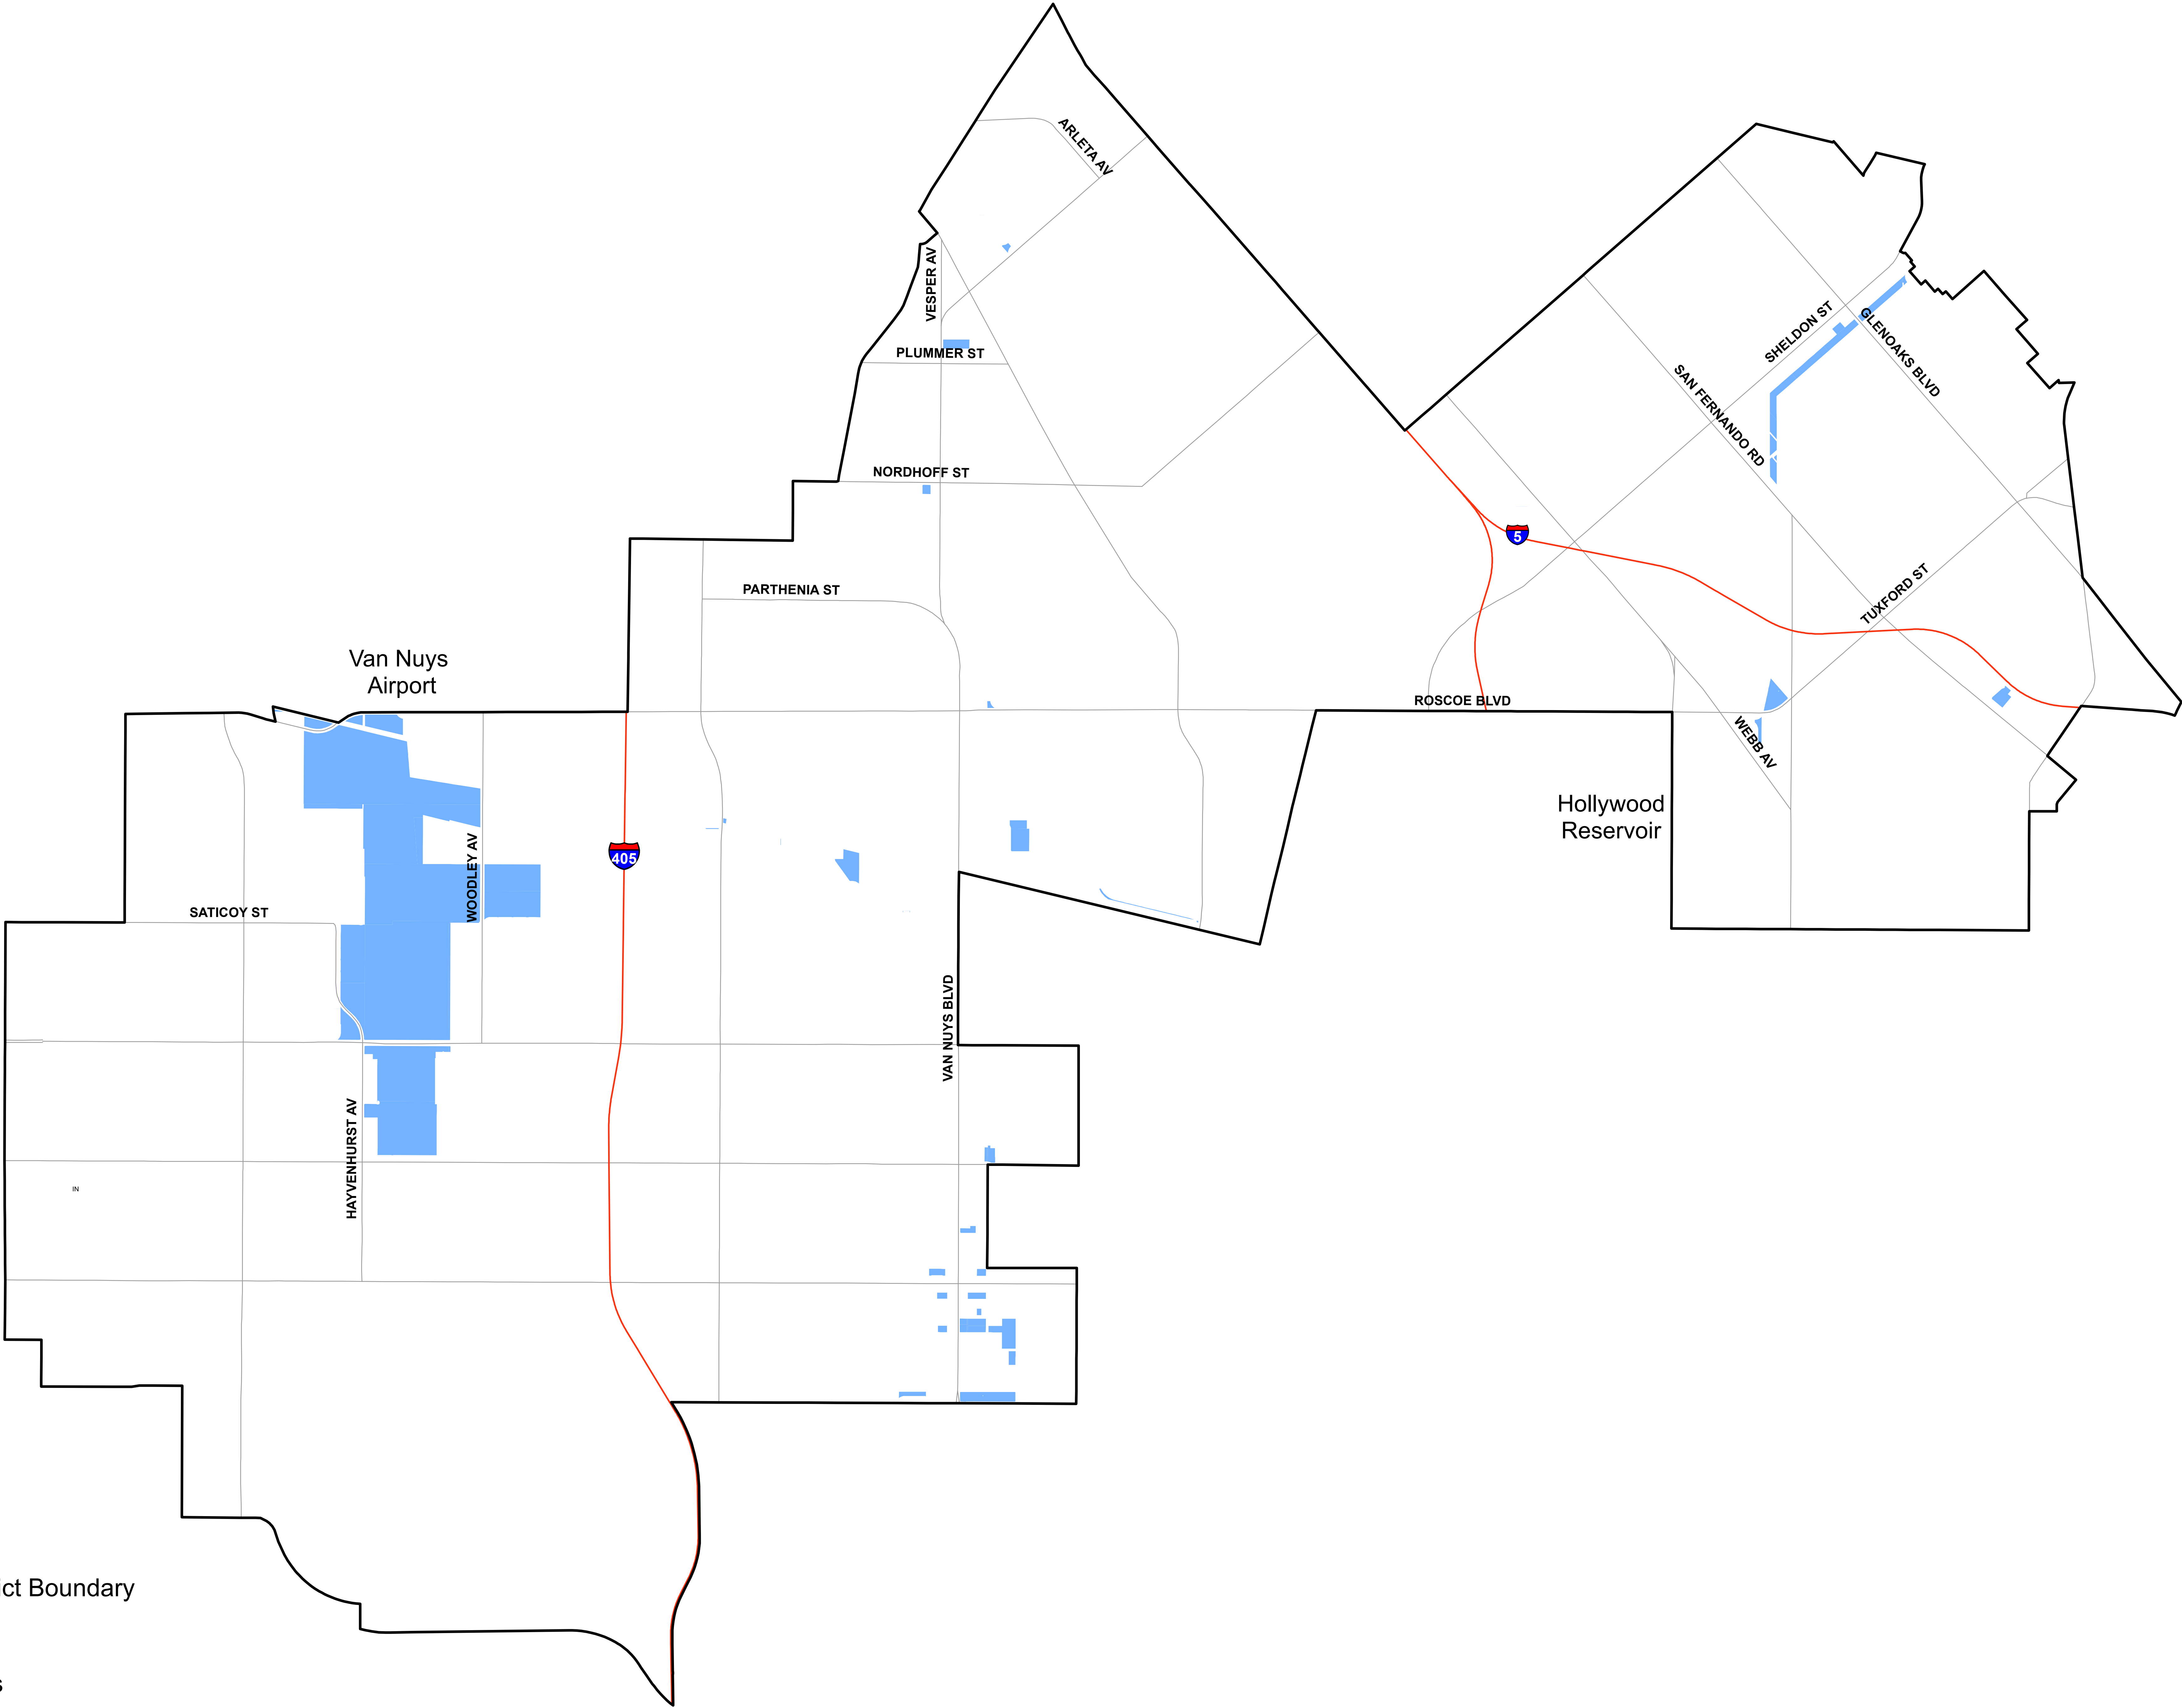 ARLETA AV
VESPER AV
SHELDON ST
GLENOAKS BLVD
PLUMMER ST
SAN FERNANDO RD
NORDHOFF ST
5
PARTHENIA ST
TUXFORD ST
Van Nuys
Airport
ROSCOE BLVD
WEBB AV
Hollywood
Reservoir
405
WOODLEY AV
SATICOY ST
VAN NUYS BLVD
HAYVENHURST AV
IN
ct Boundary
s